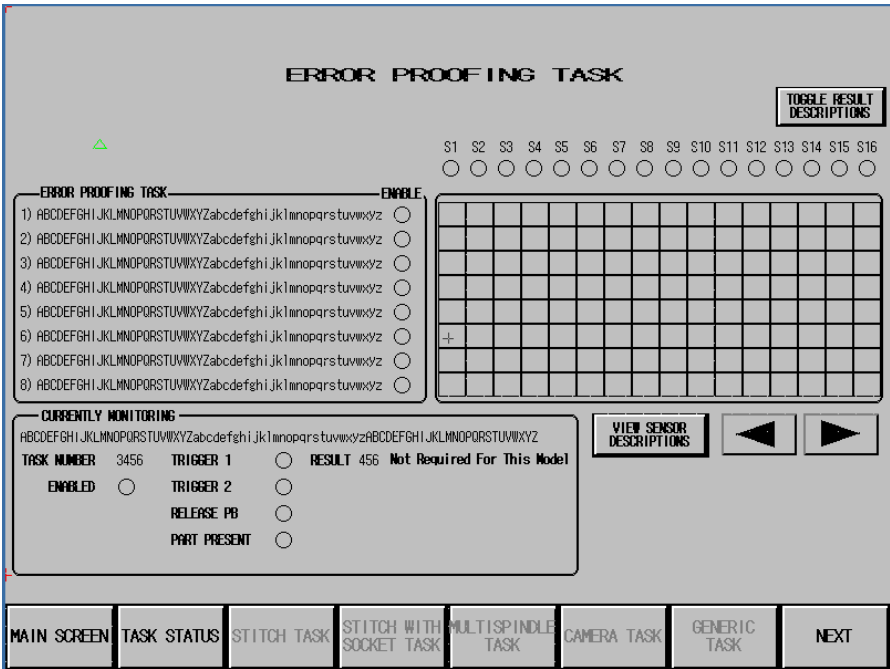 ERROR PROOFING TASK
TOGGLE RESULT
DESCRIPTIONS
S1 S2 S3 S4 S5 S6 S7 S8 S9 S10 S11 S12 S13 S14 S15 S16
ERROR PROOFING TASK ENABLE
1) ABCDEFGHIJKLMNOPQRSTUVWXYZabcdefghijklmnopqrstuvwxyz
2) ABCDEFGHIJKLMNOPQRSTUVWXYZabcdefghijklmnopqrstuvwxyz
3) ABCDEFGHIJKLMNOPQRSTUVWXYZabcdefghijklmnopqrstuvwxyz
4) ABCDEFGHIJKLMNOPQRSTUVWXYZabcdefghijklmnopqrstuvwxyz
5) ABCDEFGHIJKLMNOPQRSTUVWXYZabcdefghijklmnopqrstuvwxyz
6) ABCDEFGHIJKLMNOPQRSTUVWXYZabcdefghijklmnopqrstuvwxyz
7) ABCDEFGHIJKLMNOPQRSTUVWXYZabcdefghijklmnopqrstuvwxyz
8) ABCDEFGHIJKLMNOPQRSTUVWXYZabcdefghijklmnopqrstuvwxyz
CURRENTLY MONITORING
ABCDEFGHIJKLMNOPQRSTUVWXYZabcdefghijklmnopqrstuvwxyzABCDEFGHIJKLMNOPQRSTUVWXYZ
VIEW SENSOR
DESCRIPTIONS
TASK NUMBER 3456 TRIGGER 1 RESULT 456 Not Required For This Model
ENABLED TRIGGER 2
RELEASE PB
PART PRESENT
MAIN SCREEN
TASK STATUS
STITCH TASK
STITCH WITH
SOCKET TASK
MULTISPINDLE
TASK
CAMERA TASK
GENERIC
TASK
NEXT